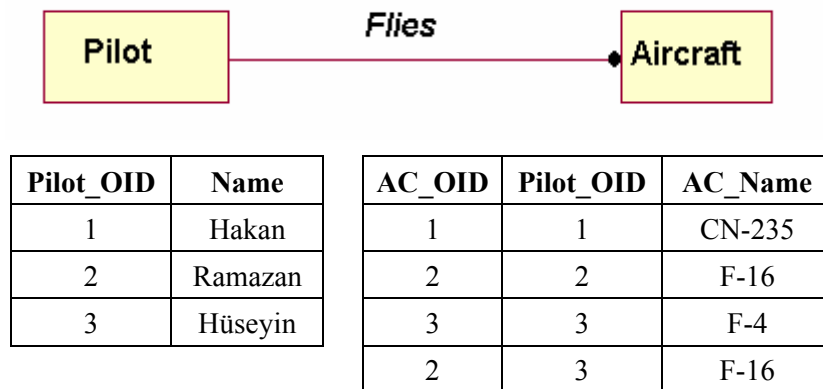 Flies
Pilot Aircraft
Pilot_OID Name AC_OID Pilot_OID AC_Name
1 Hakan 1 1 CN-235
2 Ramazan 2 2 F-16
3 Hüseyin 3 3 F-4
2 3 F-16